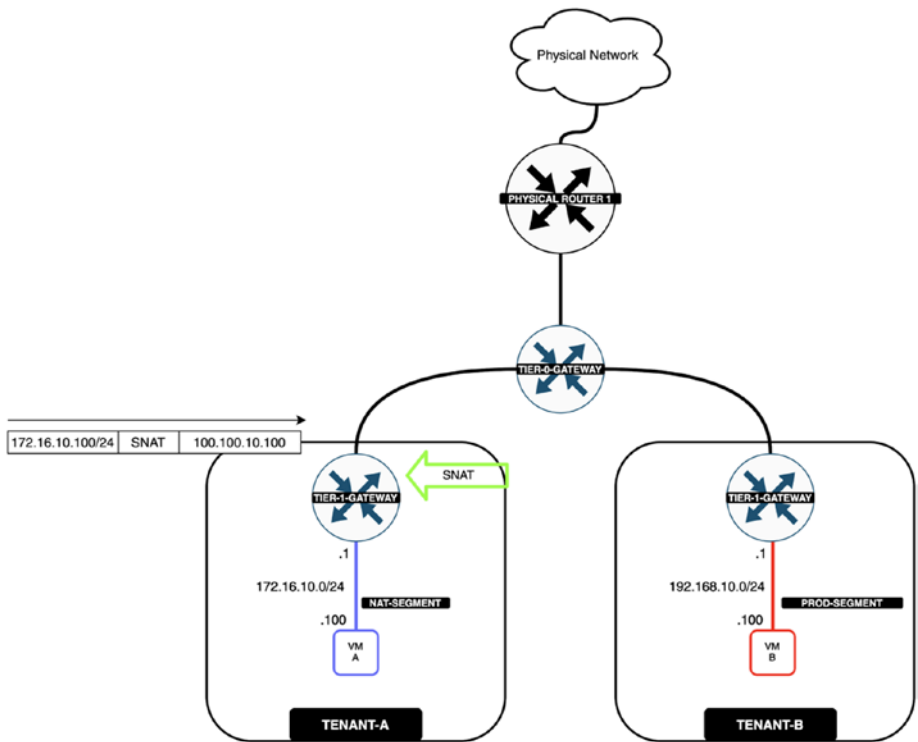 Physical Network
PHYSICAL ROUTER 1
TIER-0-GATEWAY
172.16.10.100/24 SNAT 100.100.10.100
SNAT
TIER-1-GATEWAY
TIER-1-GATEWAY
.1
.1
172.16.10.0/24
192.168.10.0/24
NAT-SEGMENT
PROD-SEGMENT
.100
.100
VM
A
VM
B
TENANT-A
TENANT-B